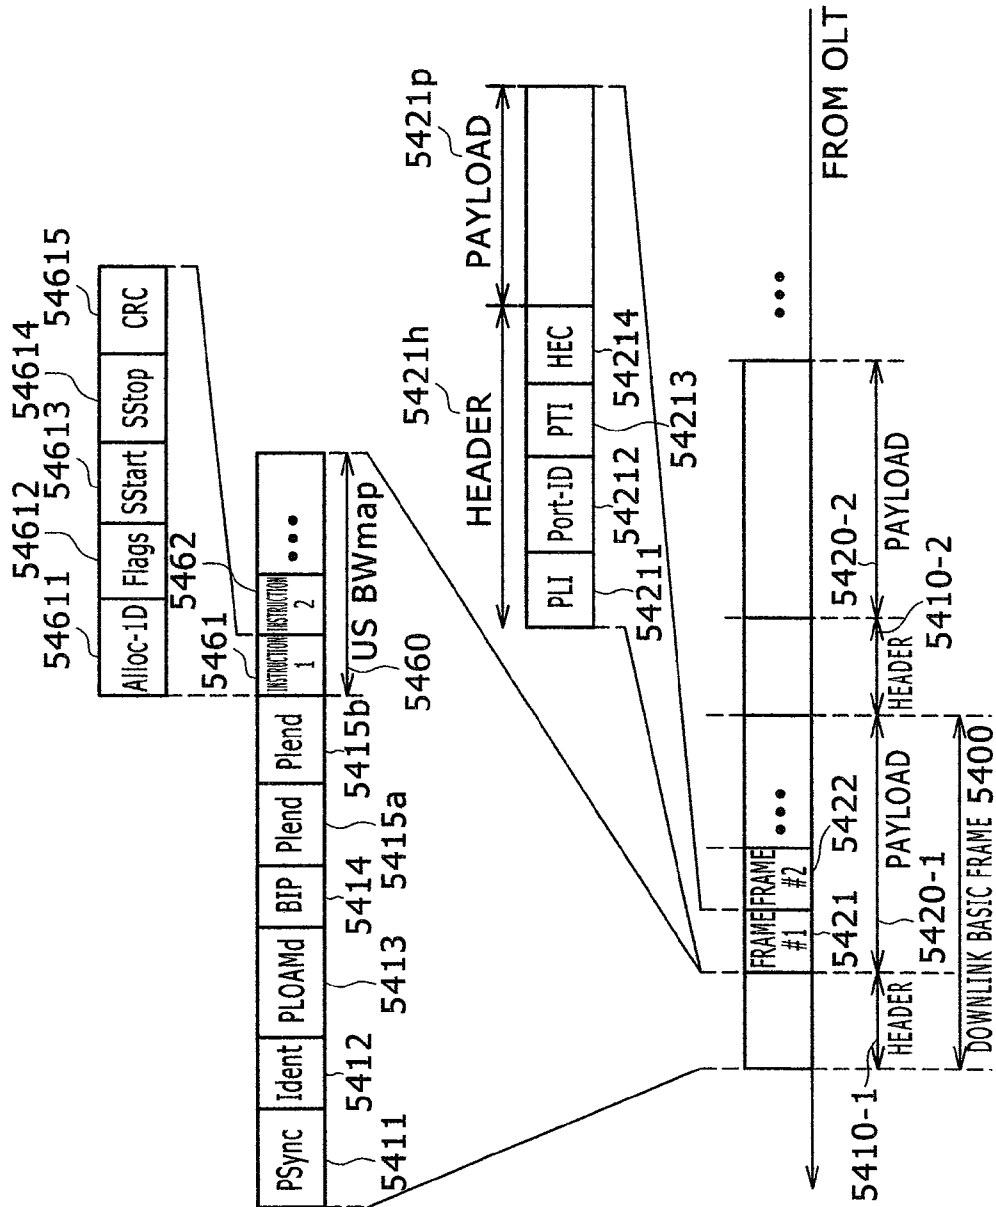 54611
54612
54613
54614
54615
Alloc-1D
Flags
SStart
SStop
CRC
5461
5462
PSync
Ident
PLOAMd
BIP
Plend
Plend
INSTRUCTION 1
INSTRUCTION 2
•••
5411
5412
5413
5414
5415a
5415b
US BWmap
5460
5421h
5421p
HEADER
PAYLOAD
PLI
Port-ID
PTI
HEC
54211
54212
54213
54214
FRAME #1
FRAME #2
•••
•••
5421
5422
FROM OLT
5410-1
HEADER
PAYLOAD
5420-1
HEADER
5410-2
PAYLOAD
5420-2
DOWNLINK BASIC FRAME 5400